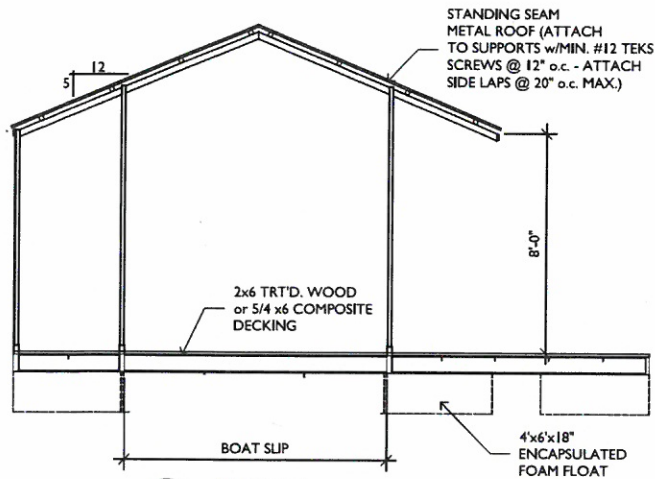 STANDING SEAM
METAL ROOF (ATTACH
TO SUPPORTS w/MIN. #12 TEKS
SCREWS @ 12" o.c. - ATTACH
SIDE LAPS @ 20" o.c. MAX.)
12
5
8'-0"
2x6 TRT'D. WOOD
or 5/4 x6 COMPOSITE
DECKING
BOAT SLIP
4'x6'x18"
ENCAPSULATED
FOAM FLOAT